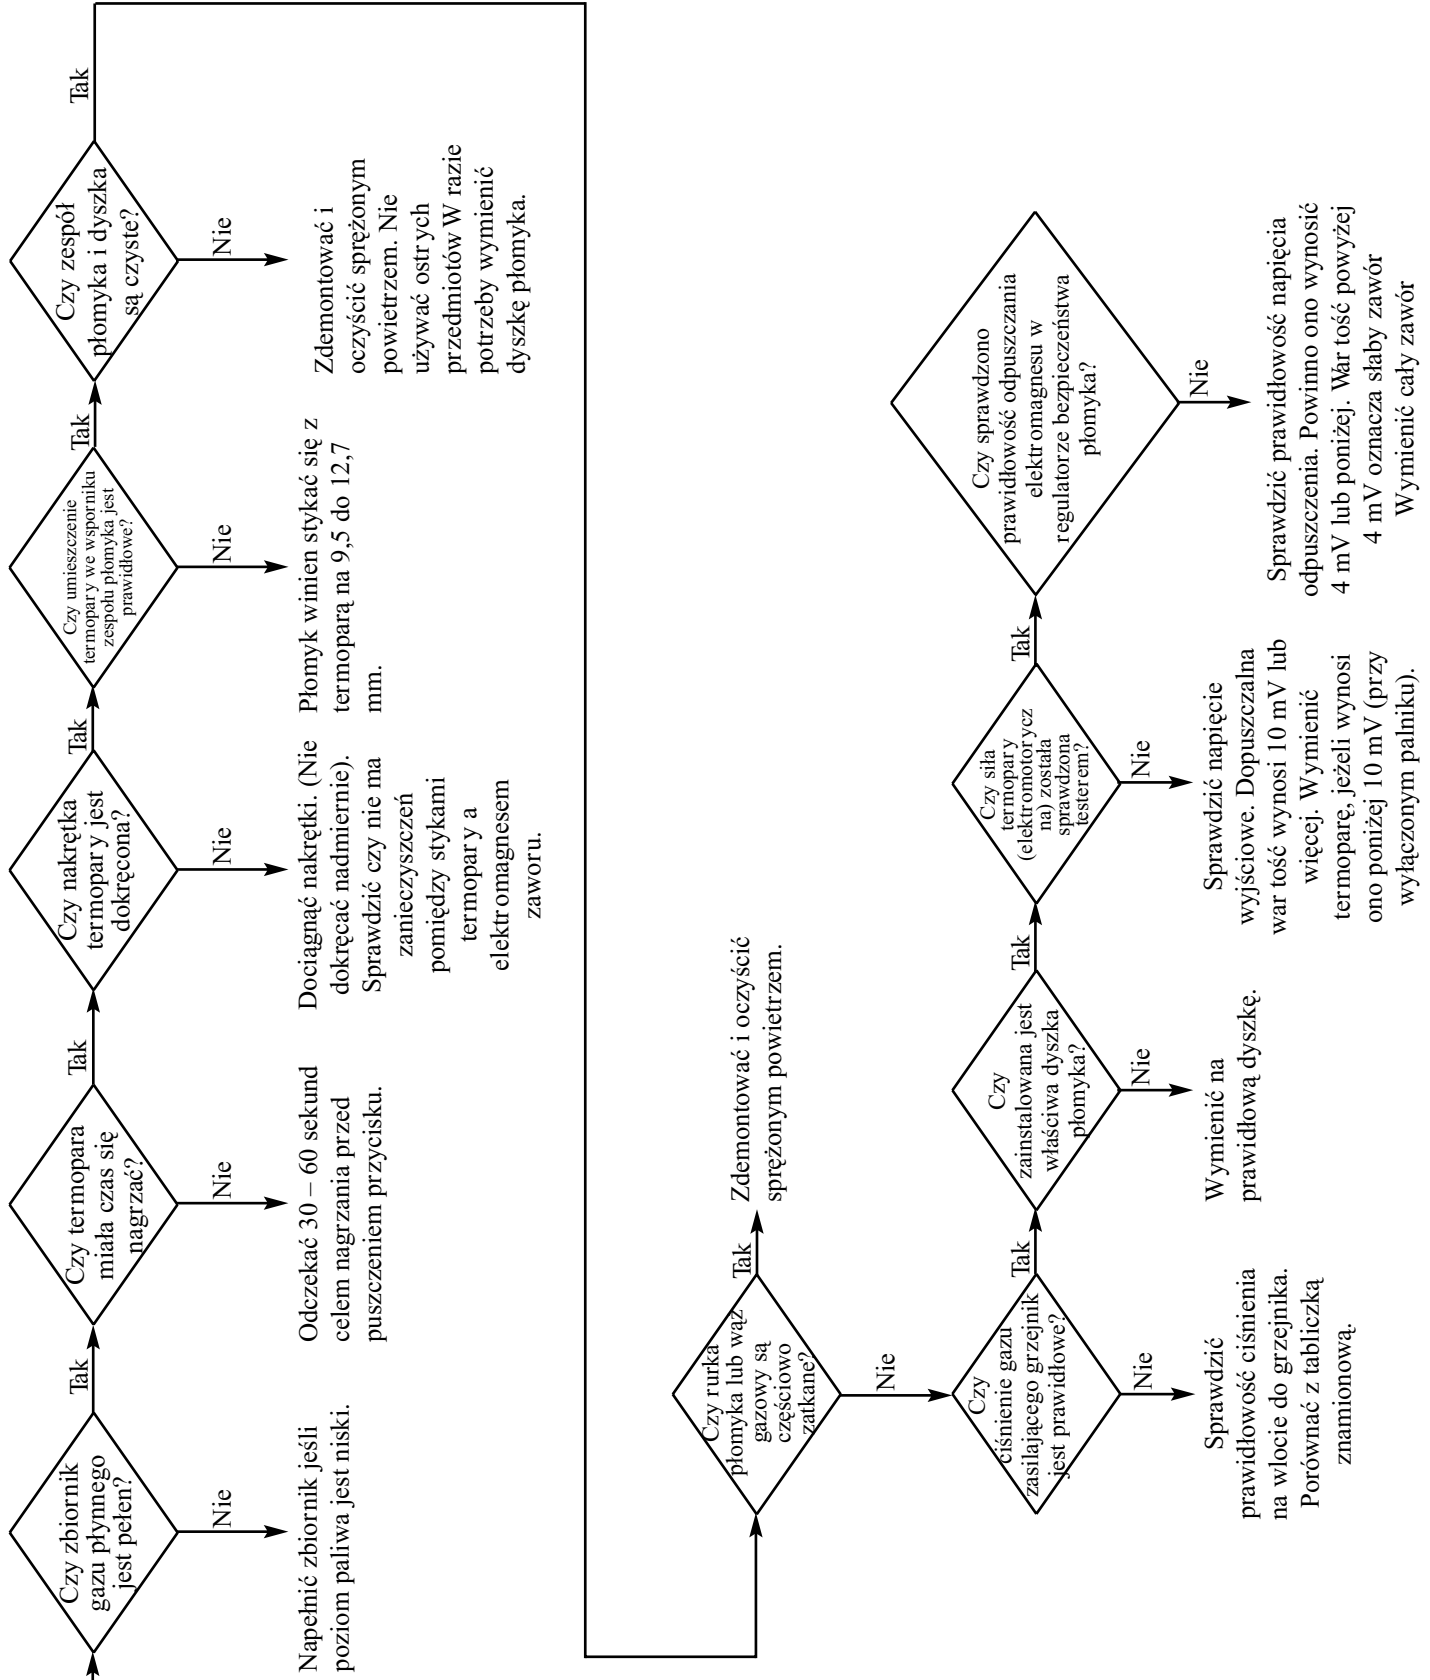 Czy zbiornik
gazu płynnego
jest pełen?
Tak
Nie
Napełnić zbiornik jeśli
poziom paliwa jest niski.
Czy termopara
miała czas się
nagrzać?
Tak
Nie
Odczekać 30 – 60 sekund
celem nagrzania przed
puszczeniem przycisku.
Czy nakrętka
termopary jest
dokręcona?
Tak
Nie
Dociągnąć nakrętki. (Nie
dokręcać nadmiernie).
Sprawdzić czy nie ma
zanieczyszczeń
pomiędzy stykami
termopary a
elektromagnesem
zaworu.
Czy umieszczenie
termopary we wsporniku
zespołu płomyka jest
prawidłowe?
Tak
Nie
Płomyk winien stykać się z
termoparą na 9,5 do 12,7
mm.
Czy zespół
płomyka i dyszka
są czyste?
Tak
Nie
Zdemontować i
oczyścić sprężonym
powietrzem. Nie
używać ostrych
przedmiotów W razie
potrzeby wymienić
dyszkę płomyka.
Czy rurka
płomyka lub wąż
gazowy są
częściowo
zatkane?
Tak
Zdemontować i oczyścić
sprężonym powietrzem.
Nie
Czy
ciśnienie gazu
zasilającego grzejnik
jest prawidłowe?
Tak
Nie
Sprawdzić
prawidłowość ciśnienia
na wlocie do grzejnika.
Porównać z tabliczką
znamionową.
Czy
zainstalowana jest
właściwa dyszka
płomyka?
Tak
Nie
Wymienić na
prawidłową dyszkę.
Czy siła
termopary
(elektromotorycz
na) została
sprawdzona
testerem?
Tak
Nie
Sprawdzić napięcie
wyjściowe. Dopuszczalna
wartość wynosi 10 mV lub
więcej. Wymienić
termoparę, jeżeli wynosi
ono poniżej 10 mV (przy
wyłączonym palniku).
Czy sprawdzono
prawidłowość odpuszczania
elektromagnesu w
regulatorze bezpieczeństwa
płomyka?
Nie
Sprawdzić prawidłowość napięcia
odpuszczenia. Powinno ono wynosić
4 mV lub poniżej. Wartość powyżej
4 mV oznacza słaby zawór
Wymienić cały zawór